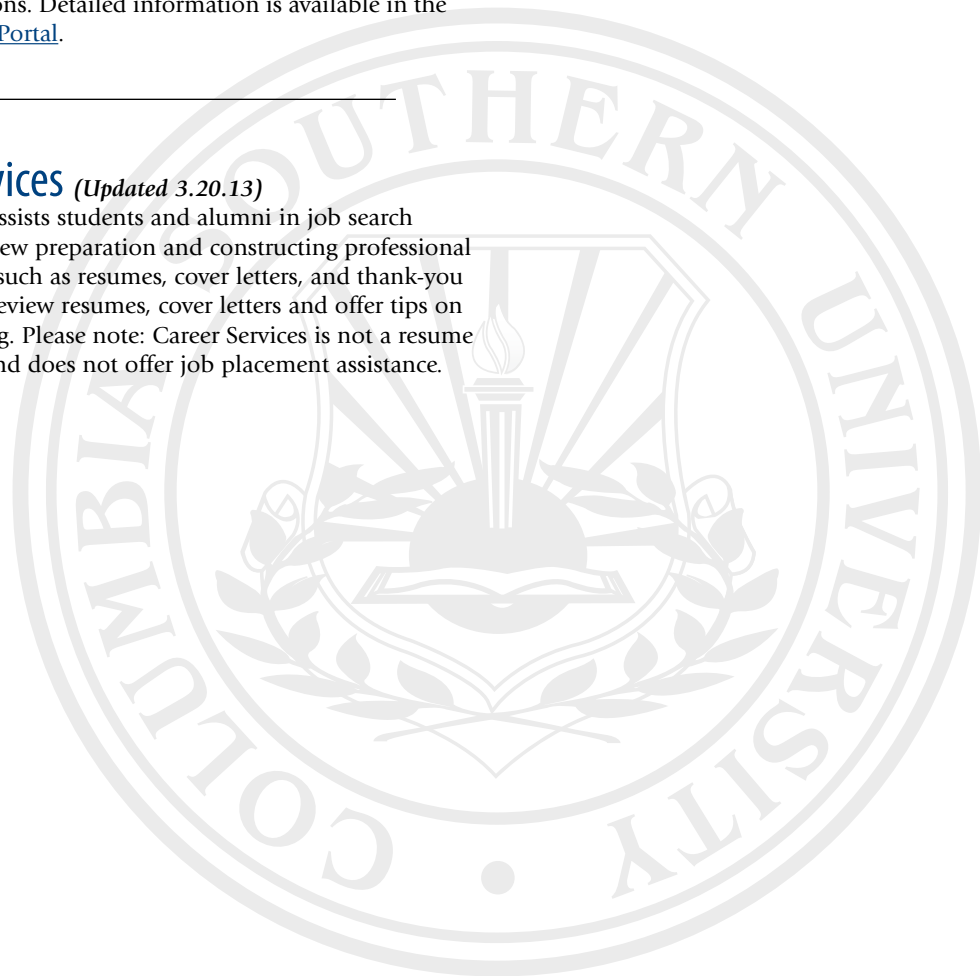 ons. Detailed information is available in the
Portal.
vices (Updated 3.20.13)
ssists students and alumni in job search
ew preparation and constructing professional
such as resumes, cover letters, and thank-you
eview resumes, cover letters and offer tips on
g. Please note: Career Services is not a resume
nd does not offer job placement assistance.
COLUMBIA SOUTHERN UNIVERSITY